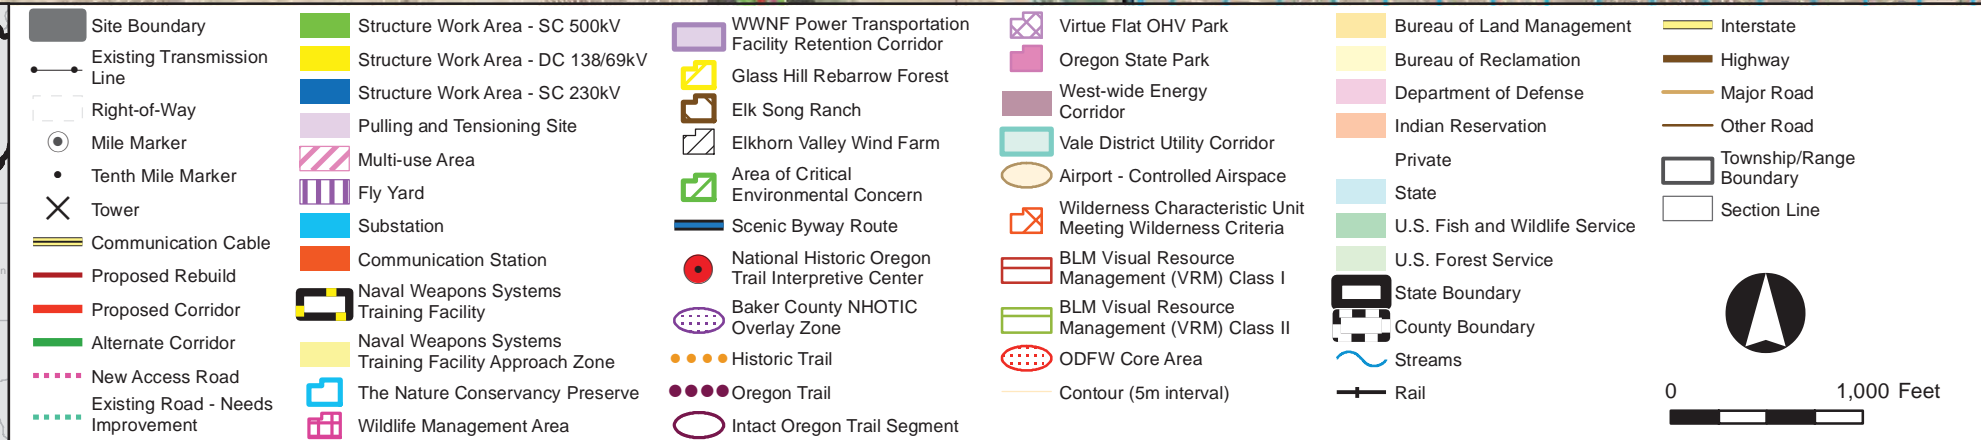 Site Boundary
Existing Transmission
Line
Right-of-Way
Mile Marker
Tenth Mile Marker
Tower
Communication Cable
Proposed Rebuild
Proposed Corridor
Alternate Corridor
New Access Road
Existing Road - Needs
Improvement
Structure Work Area - SC 500kV
Structure Work Area - DC 138/69kV
Structure Work Area - SC 230kV
Pulling and Tensioning Site
Multi-use Area
Fly Yard
Substation
Communication Station
Naval Weapons Systems
Training Facility
Naval Weapons Systems
Training Facility Approach Zone
The Nature Conservancy Preserve
Wildlife Management Area
WWNF Power Transportation
Facility Retention Corridor
Glass Hill Rebarrow Forest
Elk Song Ranch
Elkhorn Valley Wind Farm
Area of Critical
Environmental Concern
Scenic Byway Route
National Historic Oregon
Trail Interpretive Center
Baker County NHOTIC
Overlay Zone
Historic Trail
Oregon Trail
Intact Oregon Trail Segment
Virtue Flat OHV Park
Oregon State Park
West-wide Energy
Corridor
Vale District Utility Corridor
Airport - Controlled Airspace
Wilderness Characteristic Unit
Meeting Wilderness Criteria
BLM Visual Resource
Management (VRM) Class I
BLM Visual Resource
Management (VRM) Class II
ODFW Core Area
Contour (5m interval)
Bureau of Land Management
Bureau of Reclamation
Department of Defense
Indian Reservation
Private
State
U.S. Fish and Wildlife Service
U.S. Forest Service
State Boundary
County Boundary
Streams
Rail
Interstate
Highway
Major Road
Other Road
Township/Range
Boundary
Section Line
0 1,000 Feet